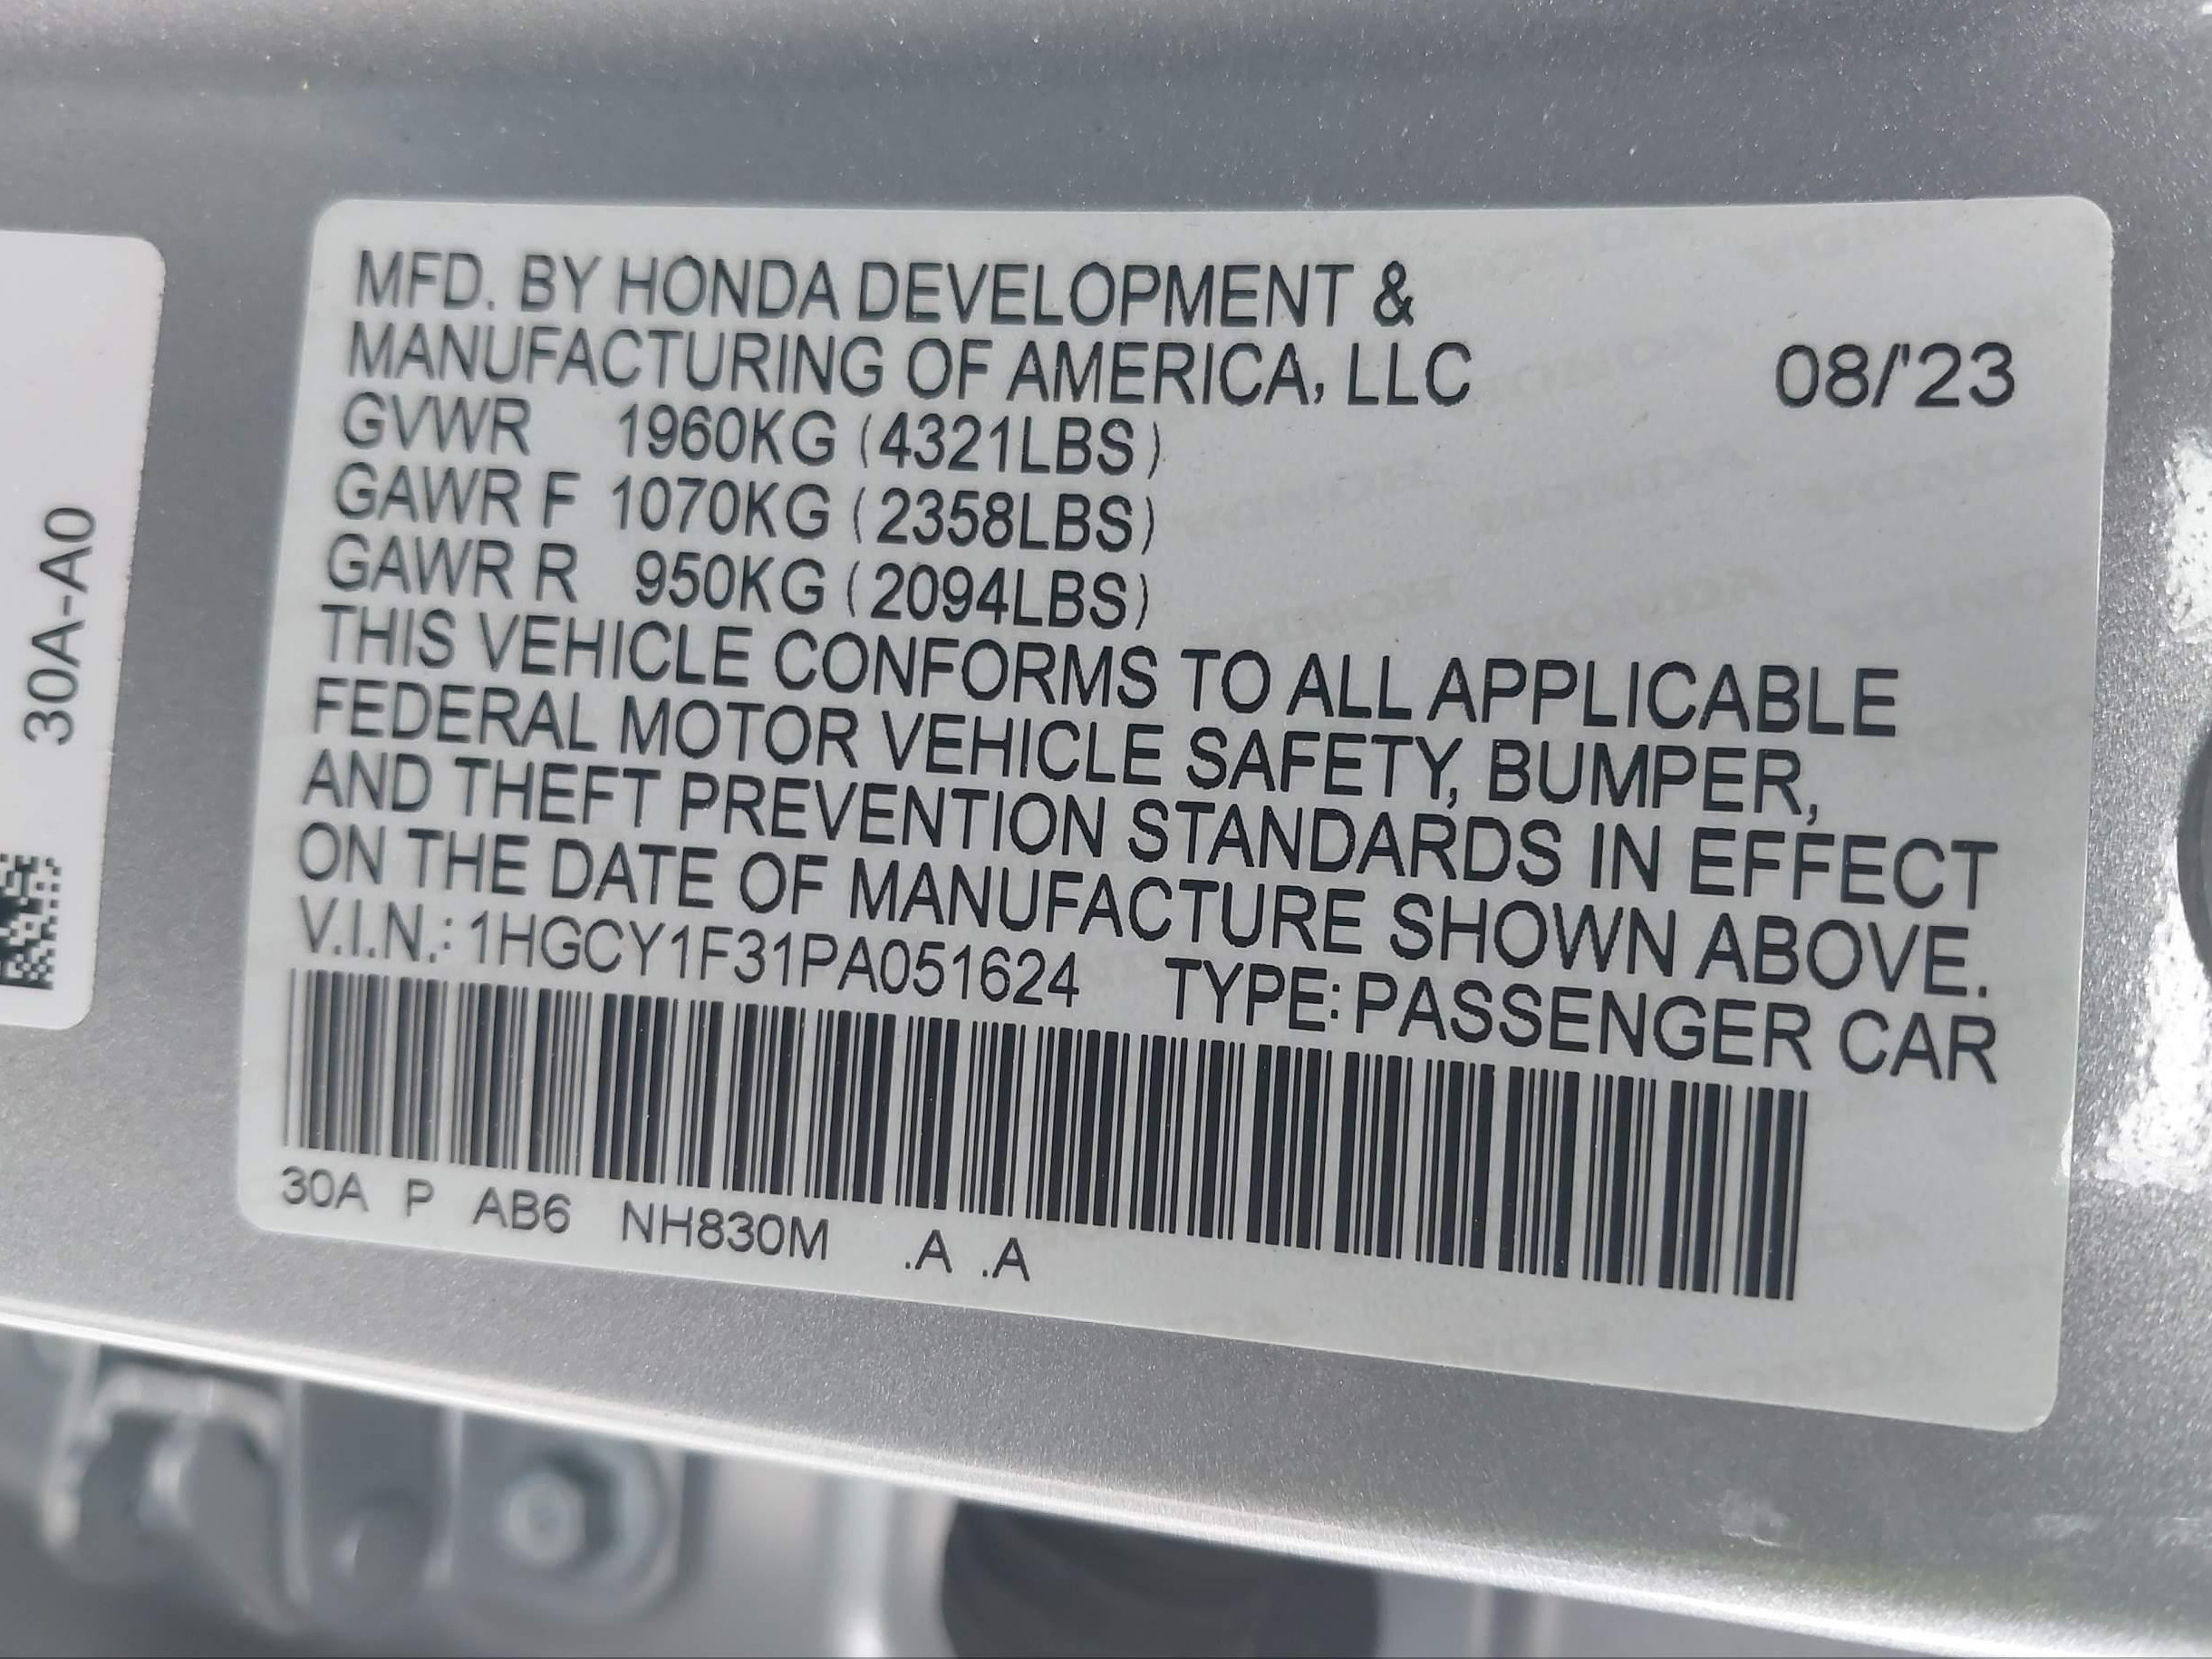 MFD. BY HONDA DEVELOPMENT &
MANUFACTURING OF AMERICA, LLC 08/'23
GVWR 1960KG (4321LBS)
GAWR F 1070KG (2358LBS)
GAWR R 950KG (2094LBS)
THIS VEHICLE CONFORMS TO ALL APPLICABLE
FEDERAL MOTOR VEHICLE SAFETY, BUMPER,
AND THEFT PREVENTION STANDARDS IN EFFECT
ON THE DATE OF MANUFACTURE SHOWN ABOVE.
V.I.N.: 1HGCY1F31PA051624 TYPE: PASSENGER CAR
30A P AB6 NH830M .A .A
30A-A0